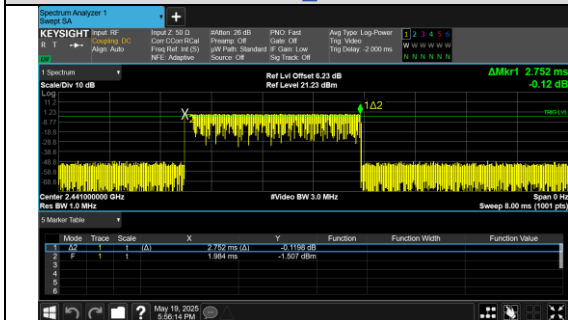 Spectrum Analyzer 1
Swept SA
+
KEYSIGHT Input: RF Input Z: 50 Ω #Atten: 26 dB PNO: Fast Avg Type: Log-Power 1 2 3 4 5 6
R T Coupling: DC Corr CCorr RCal Preamp: Off Gate: Off Trig: Video W W W W W W
Align: Auto Freq Ref: Int (S) µW Path: Standard IF Gain: Low Trig Delay: -2.000 ms N N N N N N
NFE: Adaptive Source: Off Sig Track: Off
1 Spectrum Ref Lvl Offset 6.23 dB ΔMkr1 2.752 ms
Scale/Div 10 dB Ref Level 21.23 dBm -0.12 dB
Log
11.2
1.23
-8.77
-18.8
-28.8
-38.8
-48.8
-58.8
-68.8
X2
1Δ2
TRIG LVL
Center 2.441000000 GHz #Video BW 3.0 MHz Span 0 Hz
Res BW 1.0 MHz Sweep 8.00 ms (1001 pts)
5 Marker Table
Mode Trace Scale X Y Function Function Width Function Value
1 Δ2 1 t (Δ) 2.752 ms (Δ) -0.1198 dB
2 F 1 t 1.984 ms -1.507 dBm
3
4
5
6
? May 19, 2025
5:56:14 PM